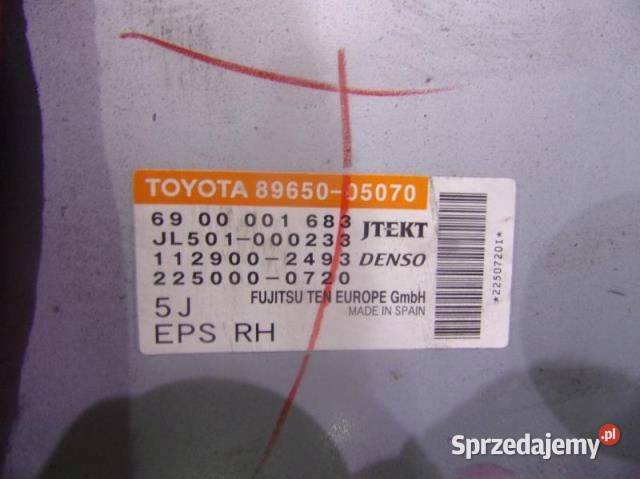 TOYOTA 89650-05070
69 00 001 683 JTEKT
JL501-000233
112900-2493 DENSO
225000-0720
FUJITSU TEN EUROPE GmbH
5J MADE IN SPAIN
EPS RH
*22507201*
Sprzedajemy.pl